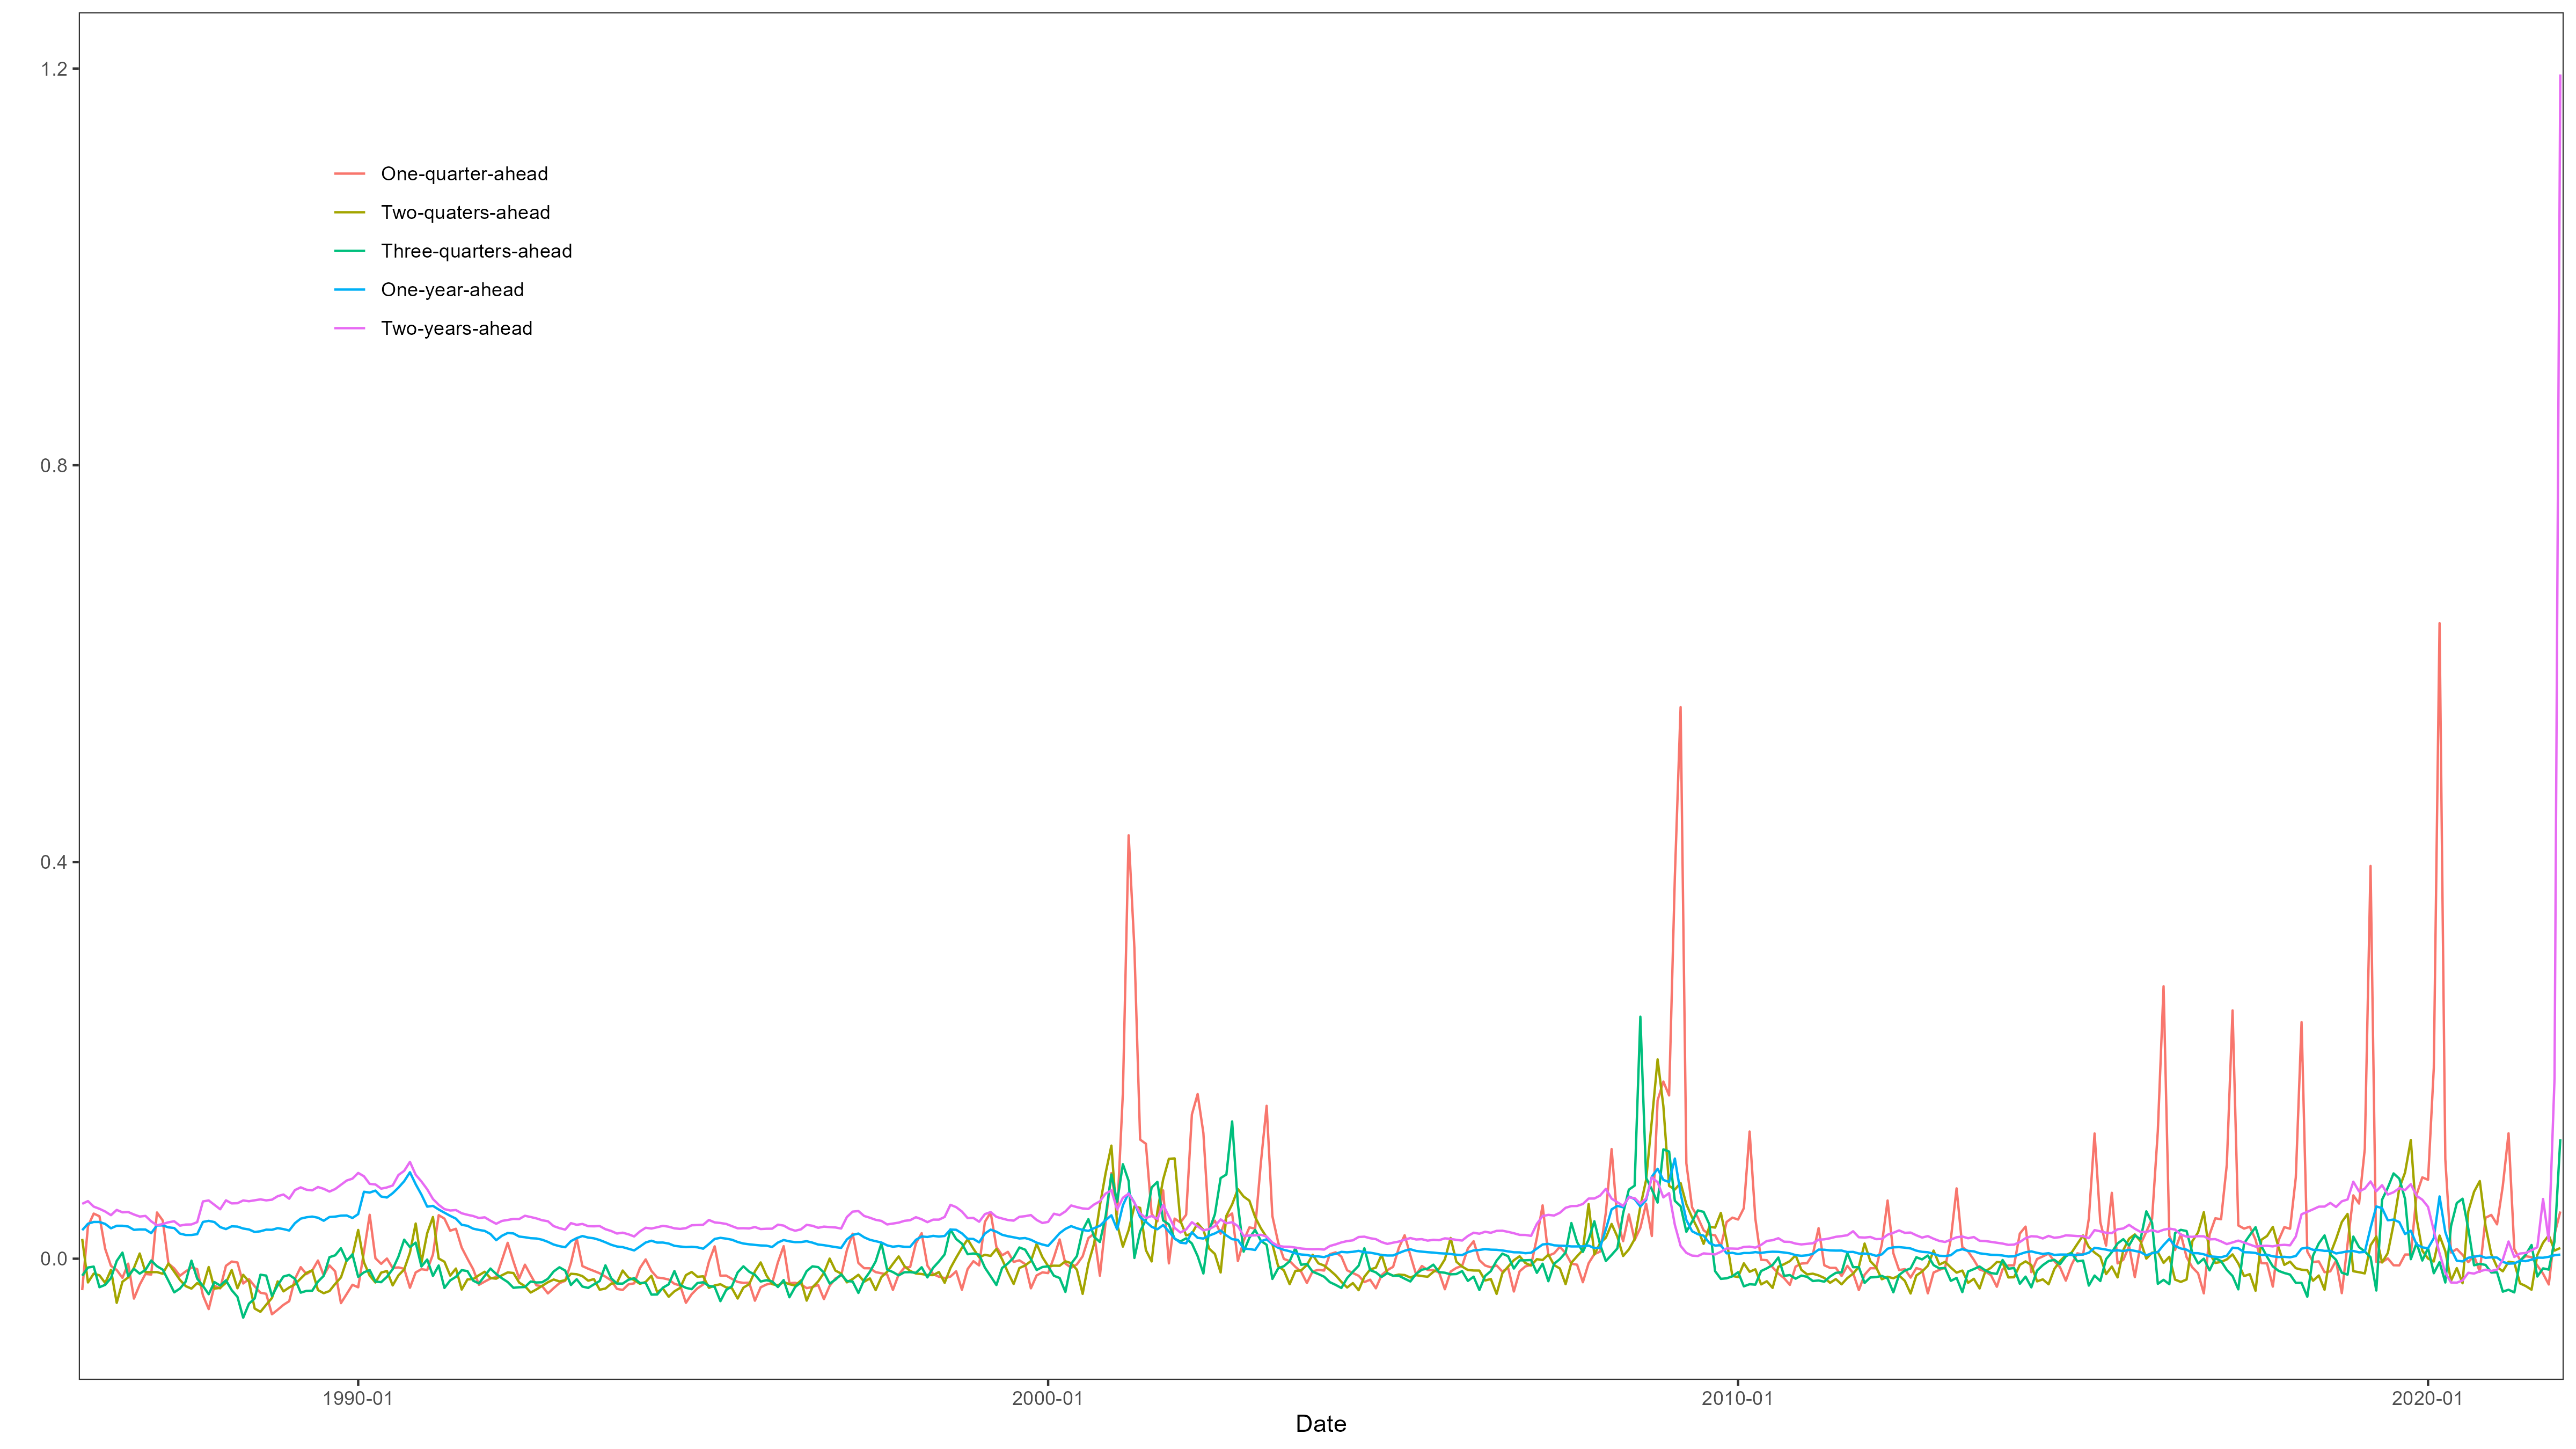 1.2
One-quarter-ahead
Two-quaters-ahead
Three-quarters-ahead
One-year-ahead
Two-years-ahead
0.8
0.4
0.0
1990-01
2000-01
2010-01
2020-01
Date